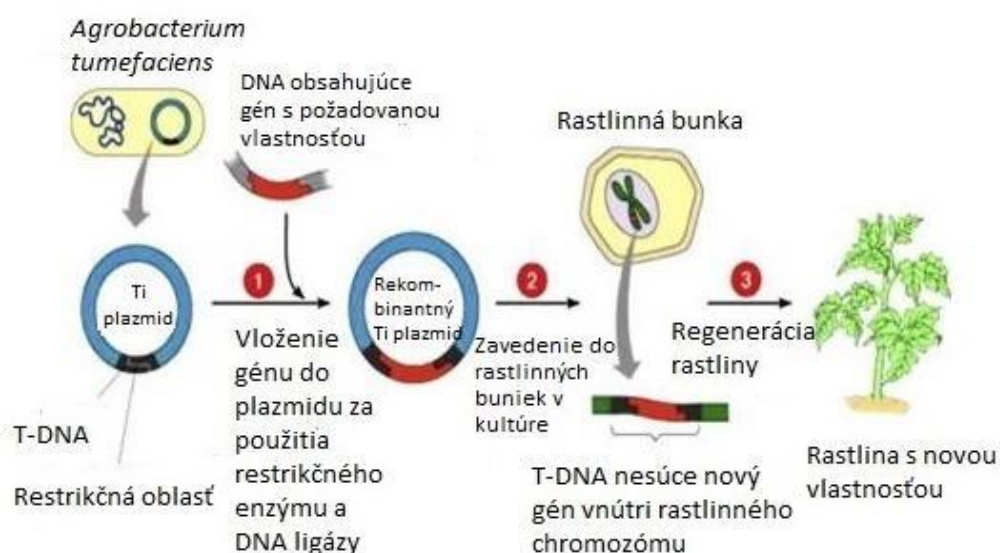 Agrobacterium
tumefaciens
DNA obsahujúce
gén s požadovanou
vlastnosťou
Rastlinná bunka
Ti
plazmid
1
Vloženie
génu do
plazmidu za
použitia
restrikčného
enzýmu a
DNA ligázy
Rekom-
binantný
Ti plazmid
2
Zavedenie do
rastlinných
buniek v
kultúre
3
Regenerácia
rastliny
T-DNA
Restrikčná oblasť
T-DNA nesúce nový
gén vnútri rastlinného
chromozómu
Rastlina s novou
vlastnosťou